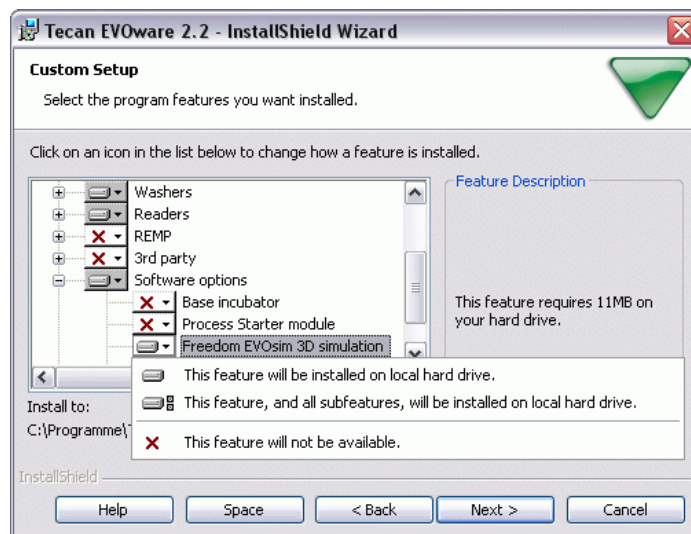 Tecan EVOware 2.2 - InstallShield Wizard
Custom Setup
Select the program features you want installed.
Click on an icon in the list below to change how a feature is installed.
Washers
Readers
REMP
3rd party
Software options
Base incubator
Process Starter module
Freedom EVOsim 3D simulation
Feature Description
This feature requires 11MB on
your hard drive.
This feature will be installed on local hard drive.
This feature, and all subfeatures, will be installed on local hard drive.
This feature will not be available.
Install to:
C:\Programme\
InstallShield
Help
Space
< Back
Next >
Cancel